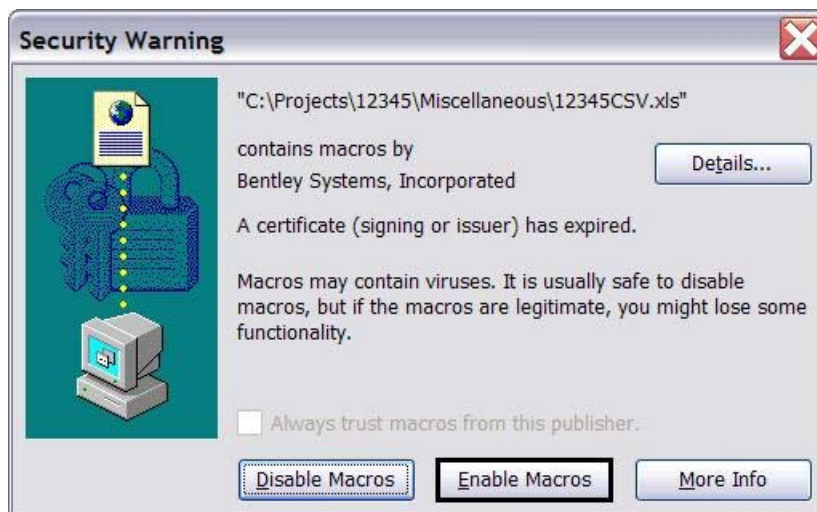 Security Warning
"C:\Projects\12345\Miscellaneous\12345CSV.xls"
contains macros by
Bentley Systems, Incorporated
Details...
A certificate (signing or issuer) has expired.
Macros may contain viruses. It is usually safe to disable
macros, but if the macros are legitimate, you might lose some
functionality.
Always trust macros from this publisher.
Disable Macros
Enable Macros
More Info